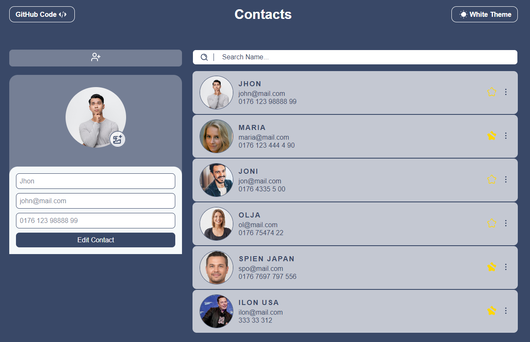 GitHub Code </>
Contacts
White Theme
Search Name...
Jhon
john@mail.com
0176 123 98888 99
Edit Contact
JHON
john@mail.com
0176 123 98888 99
MARIA
maria@mail.com
0176 123 444 4 90
JONI
jon@mail.com
0176 4335 5 00
OLJA
ol@mail.com
0176 75474 22
SPIEN JAPAN
spo@mail.com
0176 7697 797 556
ILON USA
ilon@mail.com
333 33 312